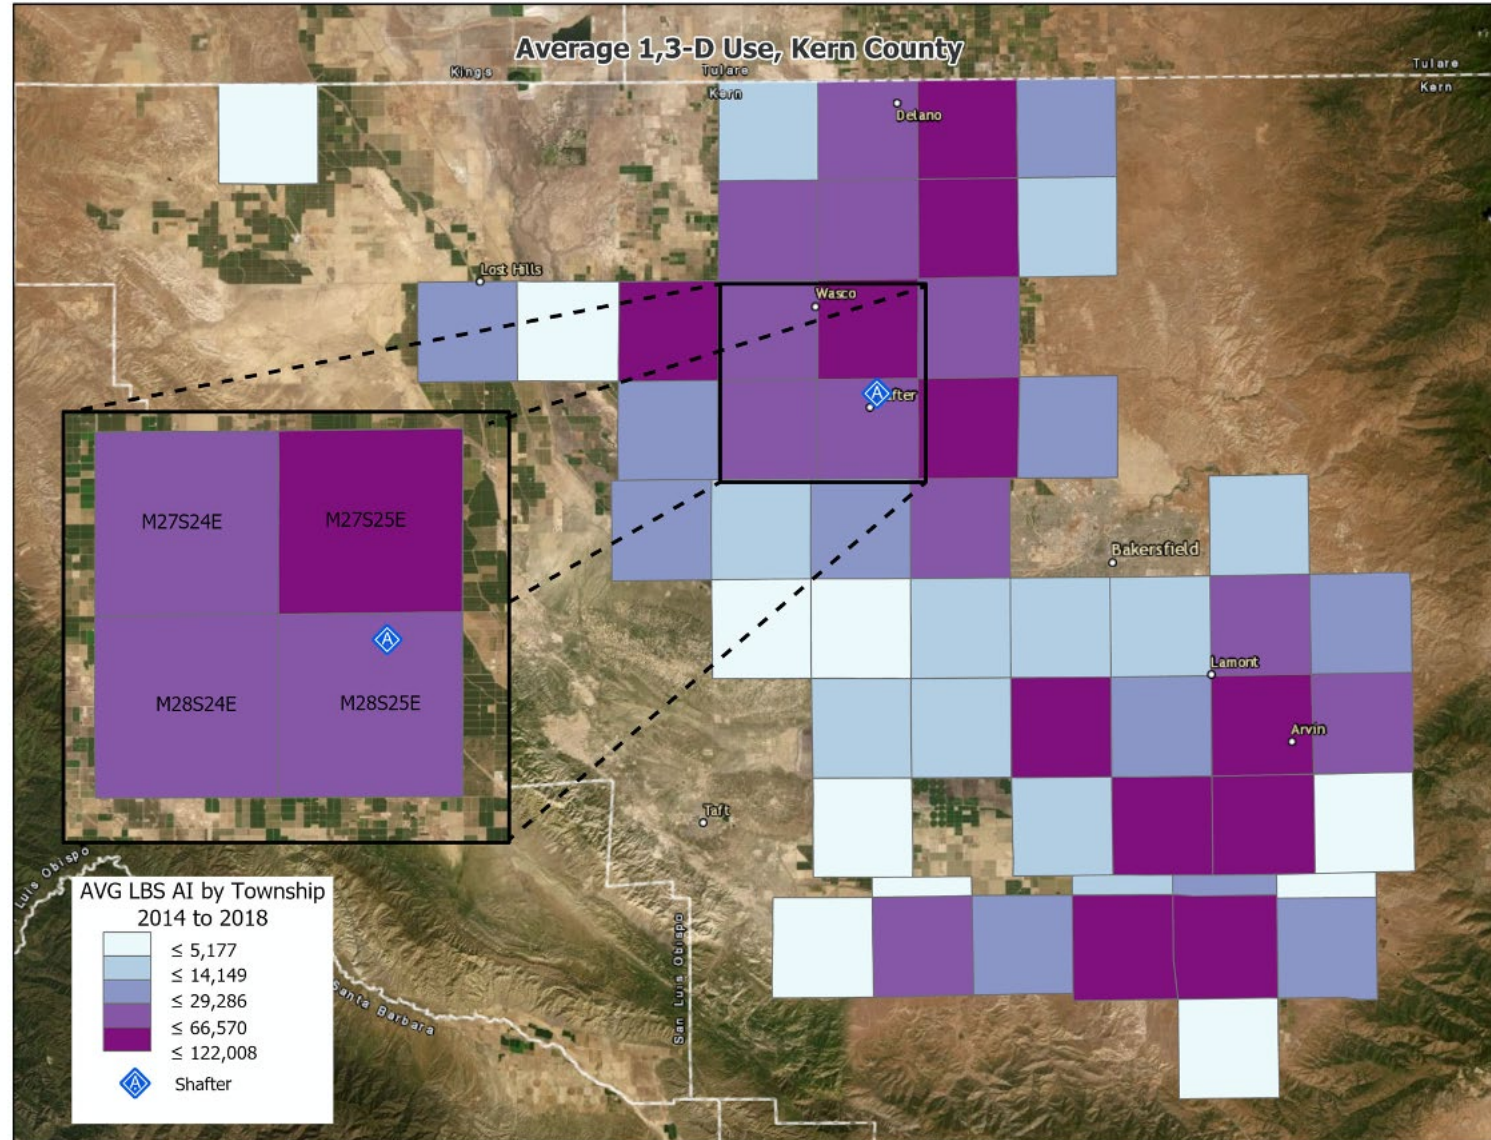 Average 1,3-D Use, Kern County
Kings
Tulare
Kern
Tulare
Kern
Delano
Lost Hills
Wasco
A
fter
M27S24E
M27S25E
A
M28S24E
M28S25E
Bakersfield
Lamont
Arvin
Taft
Luis Obispo
San Luis Obispo
Santa Barbara
AVG LBS AI by Township
2014 to 2018
≤ 5,177
≤ 14,149
≤ 29,286
≤ 66,570
≤ 122,008
A
Shafter